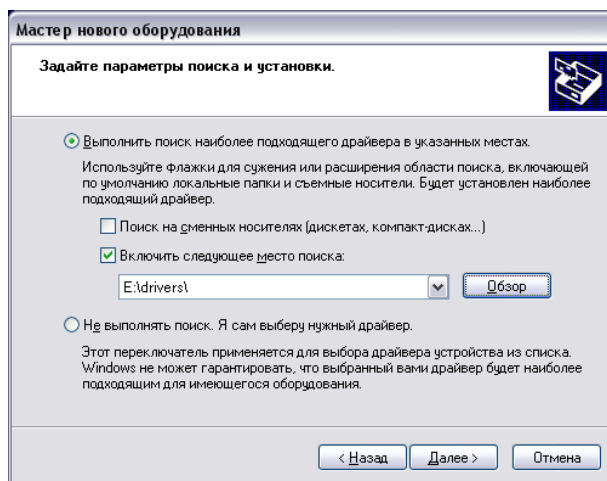 Мастер нового оборудования
Задайте параметры поиска и установки.
Выполнить поиск наиболее подходящего драйвера в указанных местах.
Используйте флажки для сужения или расширения области поиска, включающей
по умолчанию локальные папки и съемные носители. Будет установлен наиболее
подходящий драйвер.
Поиск на сменных носителях (дискетах, компакт-дисках...)
Включить следующее место поиска:
E:\drivers\
Обзор
Не выполнять поиск. Я сам выберу нужный драйвер.
Этот переключатель применяется для выбора драйвера устройства из списка.
Windows не может гарантировать, что выбранный вами драйвер будет наиболее
подходящим для имеющегося оборудования.
< Назад Далее > Отмена